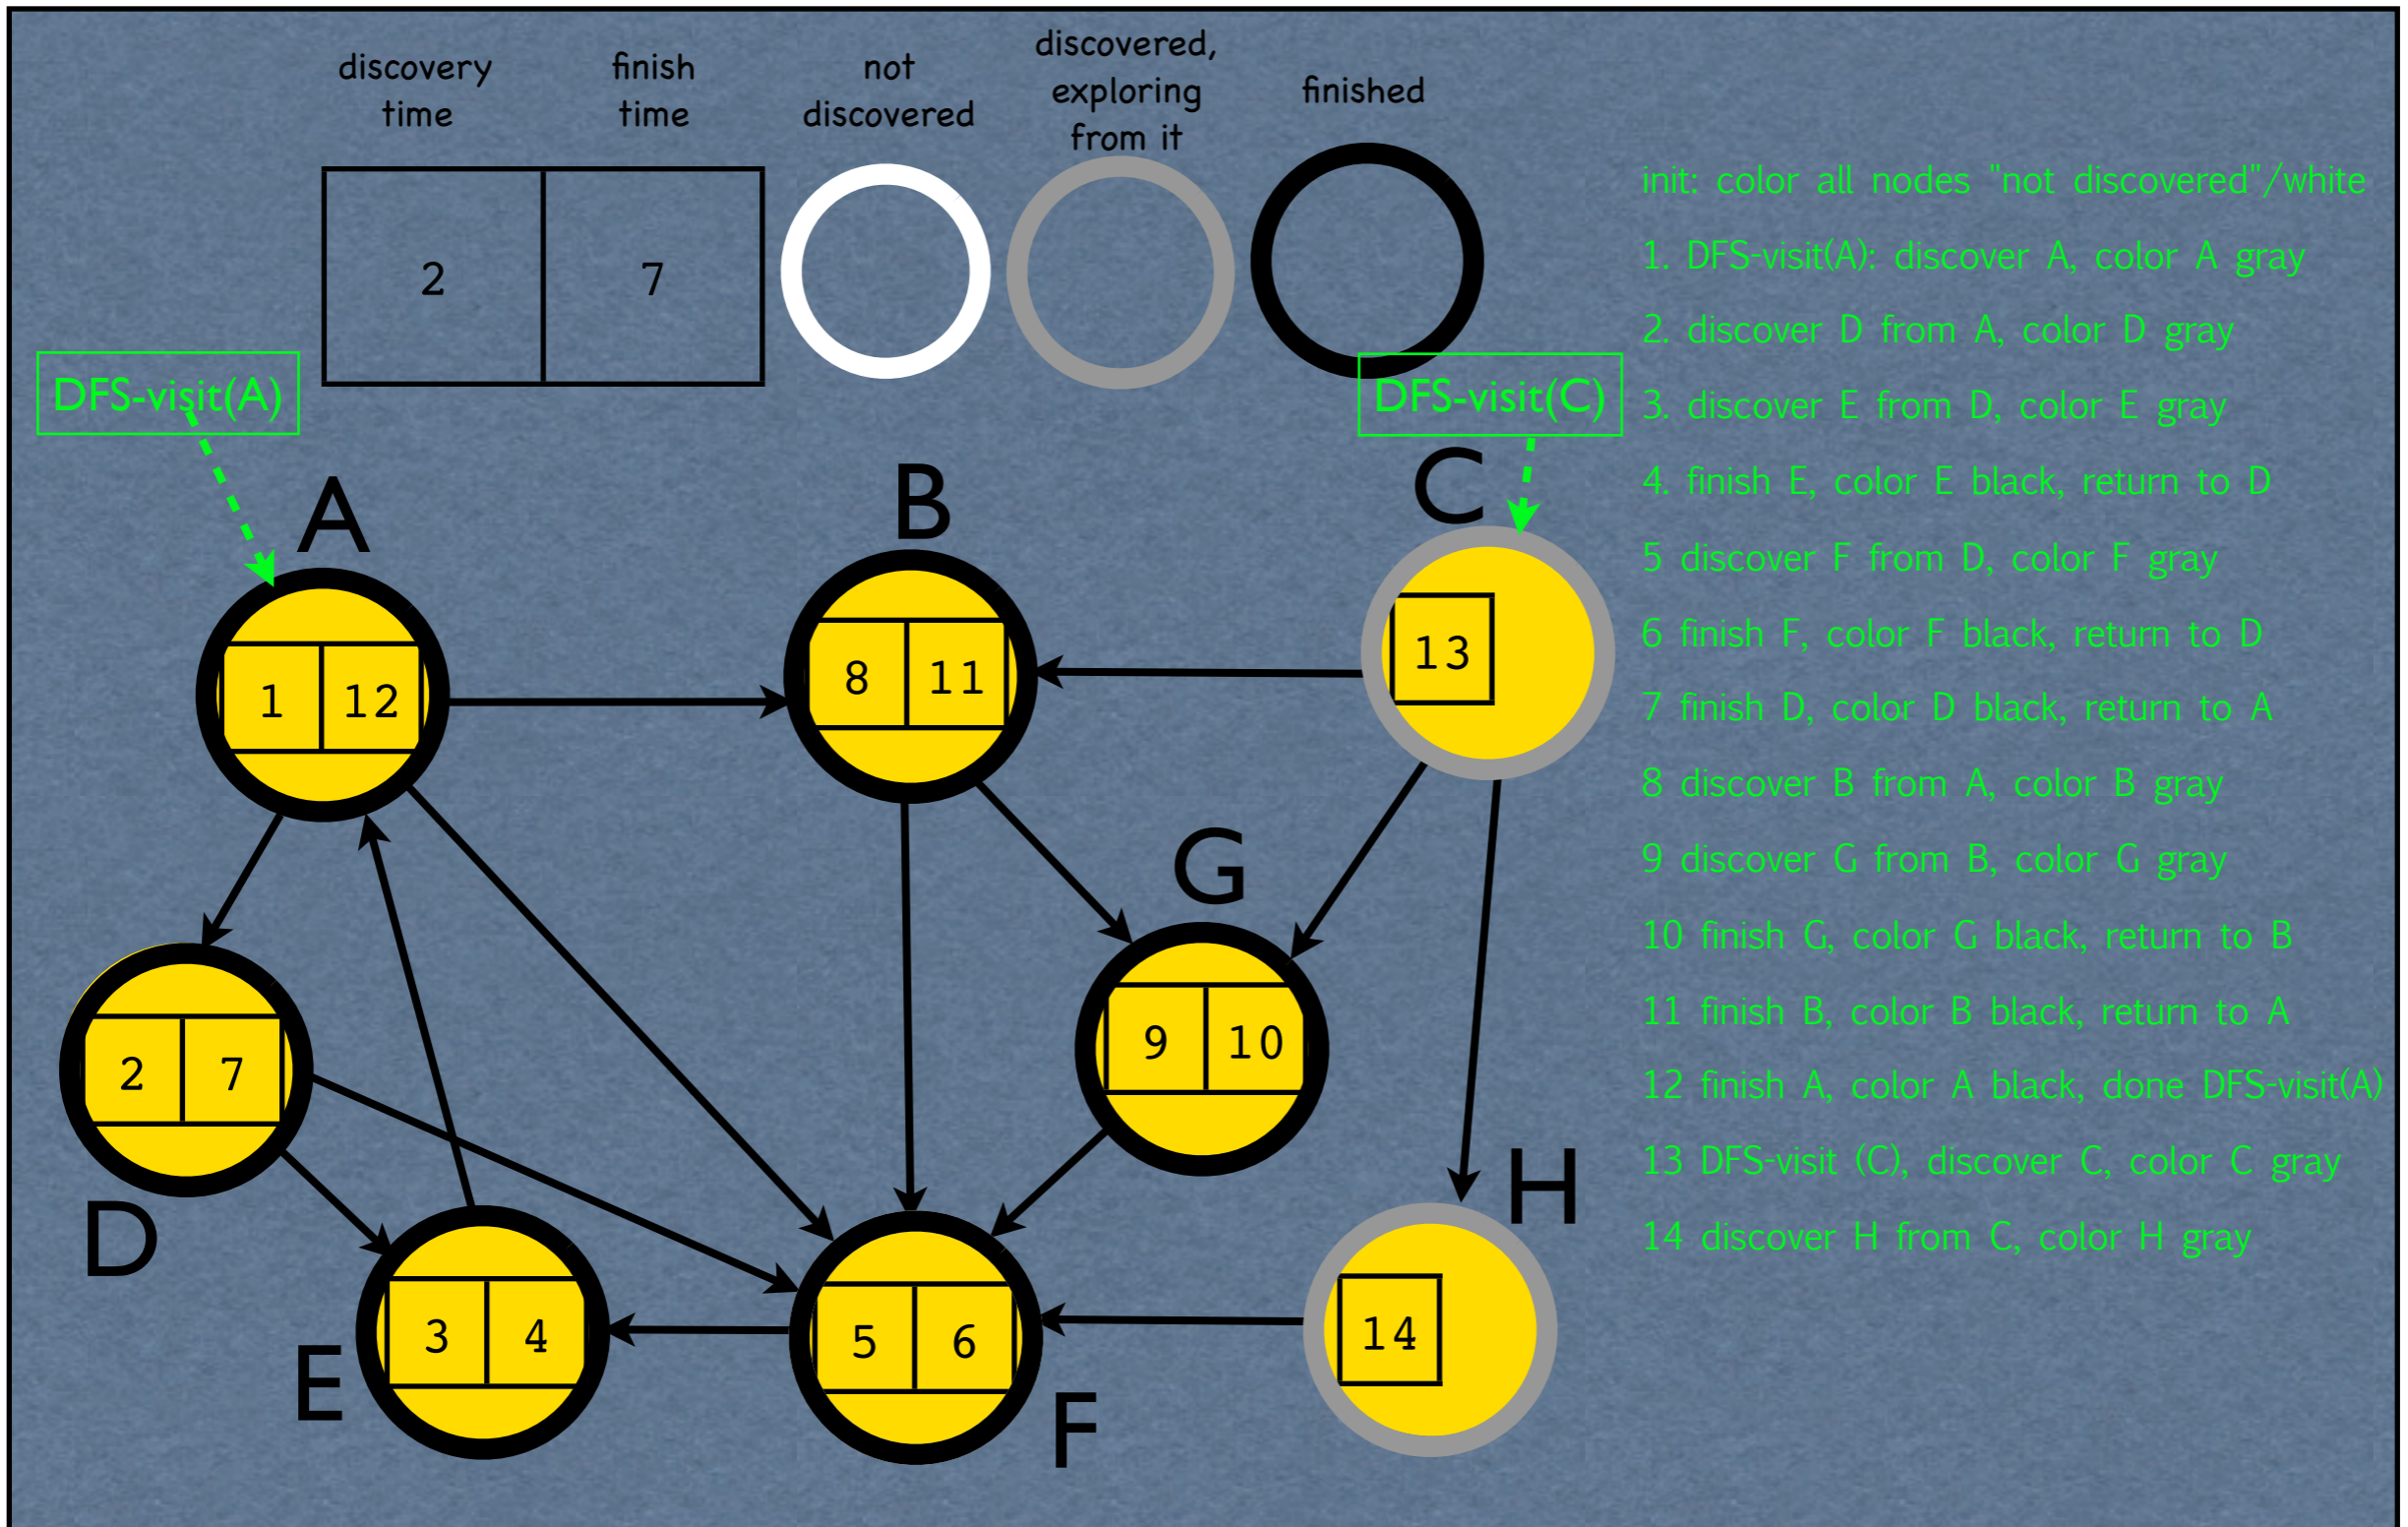 discovery
time
finish
time
not
discovered
discovered,
exploring
from it
finished
2
7
init: color all nodes "not discovered"/white
1. DFS-visit(A): discover A, color A gray
2. discover D from A, color D gray
3. discover E from D, color E gray
4. finish E, color E black, return to D
5 discover F from D, color F gray
6 finish F, color F black, return to D
7 finish D, color D black, return to A
8 discover B from A, color B gray
9 discover G from B, color G gray
10 finish G, color G black, return to B
11 finish B, color B black, return to A
12 finish A, color A black, done DFS-visit(A)
13 DFS-visit (C), discover C, color C gray
14 discover H from C, color H gray
DFS-visit(A)
DFS-visit(C)
A
B
C
1 12
8 11
13
G
9 10
D
2 7
H
E
3 4
F
5 6
14